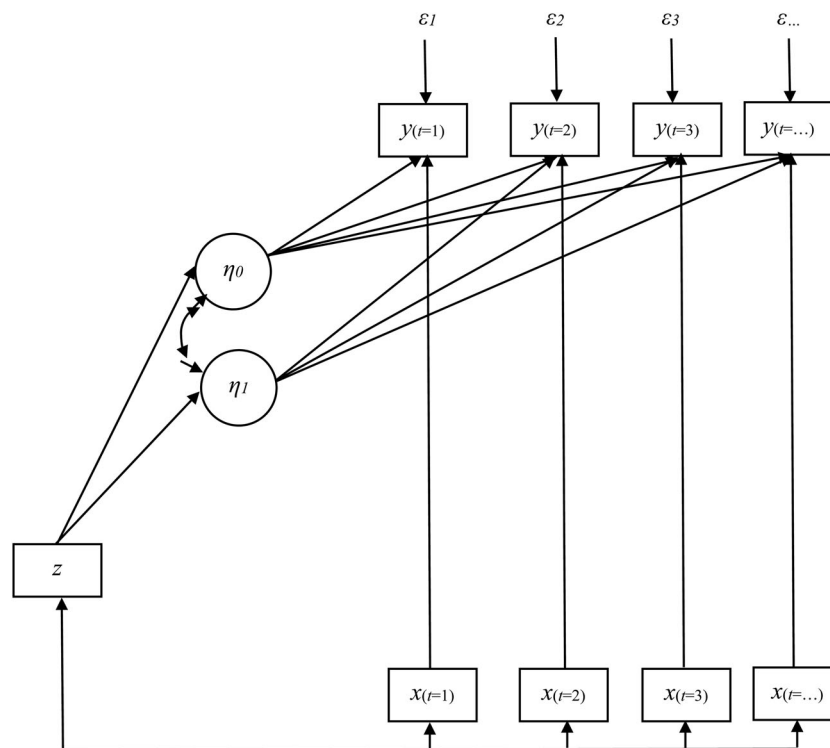 ε1 ε2 ε3 ε...
y(t=1) y(t=2) y(t=3) y(t=...)
η0
η1
z
x(t=1) x(t=2) x(t=3) x(t=...)